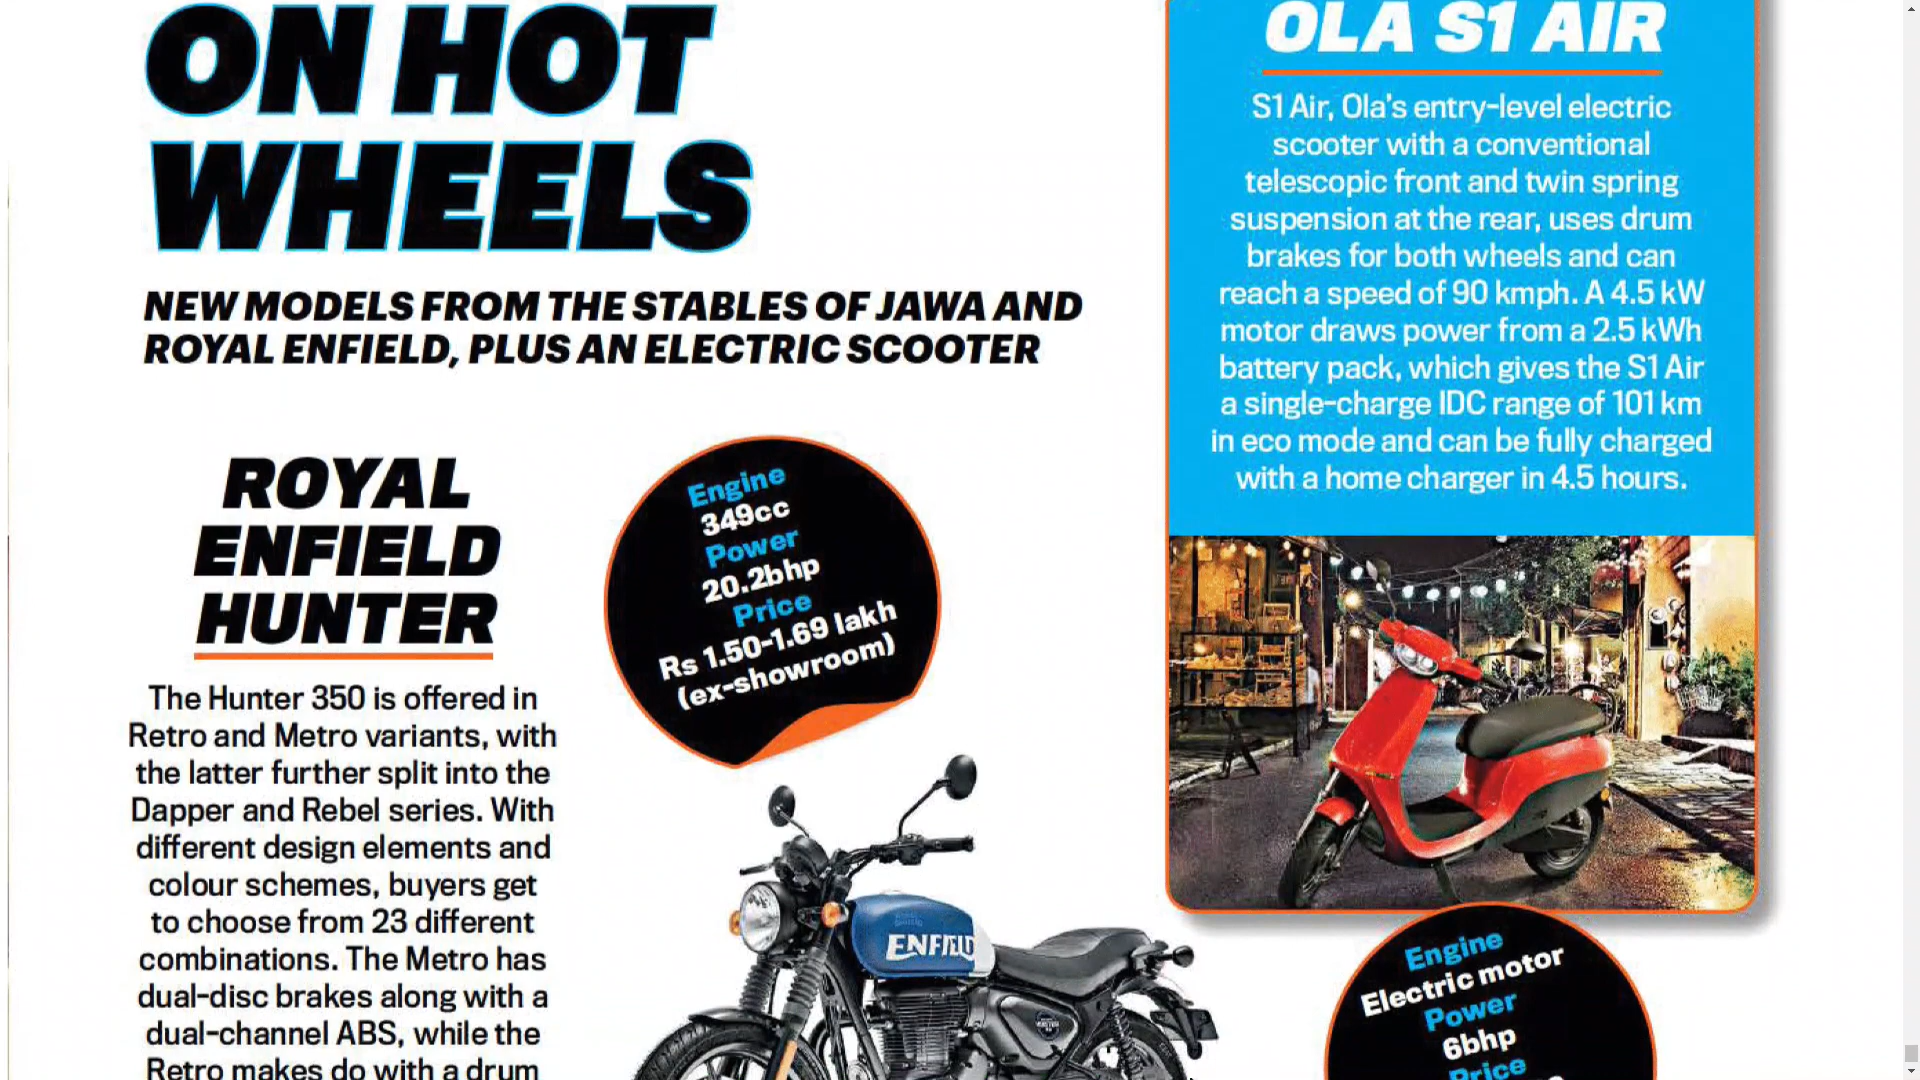 ON HOT
WHEELS
NEW MODELS FROM THE STABLES OF JAWA AND
ROYAL ENFIELD, PLUS AN ELECTRIC SCOOTER
ROYAL
ENFIELD
HUNTER
The Hunter 350 is offered in
Retro and Metro variants, with
the latter further split into the
Dapper and Rebel series. With
different design elements and
colour schemes, buyers get
to choose from 23 different
combinations. The Metro has
dual-disc brakes along with a
dual-channel ABS, while the
Retro makes do with a drum
Engine
349cc
Power
20.2bhp
Price
Rs 1.50-1.69 lakh
(ex-showroom)
ENFIELD
OLA S1 AIR
S1 Air, Ola's entry-level electric
scooter with a conventional
telescopic front and twin spring
suspension at the rear, uses drum
brakes for both wheels and can
reach a speed of 90 kmph. A 4.5 kW
motor draws power from a 2.5 kWh
battery pack, which gives the S1 Air
a single-charge IDC range of 101 km
in eco mode and can be fully charged
with a home charger in 4.5 hours.
Engine
Electric motor
Power
6bhp
Price